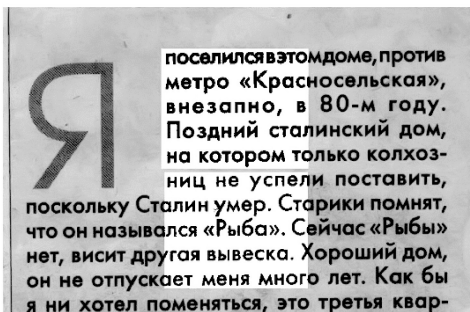 Я поселился в этом доме, против
метро «Красносельская»,
внезапно, в 80-м году.
Поздний сталинский дом,
на котором только колхоз-
ниц не успели поставить,
поскольку Сталин умер. Старики помнят,
что он назывался «Рыба». Сейчас «Рыбы»
нет, висит другая вывеска. Хороший дом,
он не отпускает меня много лет. Как бы
я ни хотел поменяться, это третья квар-